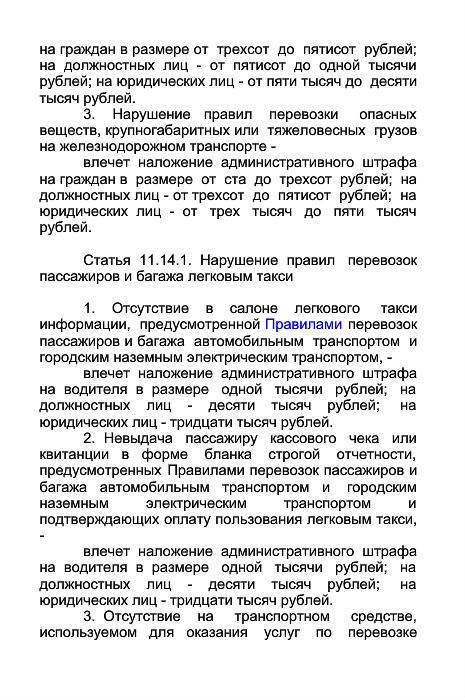 на граждан в размере от трехсот до пятисот рублей;
на должностных лиц - от пятисот до одной тысячи
рублей; на юридических лиц - от пяти тысяч до десяти
тысяч рублей.
3. Нарушение правил перевозки опасных
веществ, крупногабаритных или тяжеловесных грузов
на железнодорожном транспорте -
влечет наложение административного штрафа
на граждан в размере от ста до трехсот рублей; на
должностных лиц - от трехсот до пятисот рублей; на
юридических лиц - от трех тысяч до пяти тысяч
рублей.
Статья 11.14.1. Нарушение правил перевозок
пассажиров и багажа легковым такси
1. Отсутствие в салоне легкового такси
информации, предусмотренной Правилами перевозок
пассажиров и багажа автомобильным транспортом и
городским наземным электрическим транспортом, -
влечет наложение административного штрафа
на водителя в размере одной тысячи рублей; на
должностных лиц - десяти тысяч рублей; на
юридических лиц - тридцати тысяч рублей.
2. Невыдача пассажиру кассового чека или
квитанции в форме бланка строгой отчетности,
предусмотренных Правилами перевозок пассажиров и
багажа автомобильным транспортом и городским
наземным электрическим транспортом и
подтверждающих оплату пользования легковым такси,
-
влечет наложение административного штрафа
на водителя в размере одной тысячи рублей; на
должностных лиц - десяти тысяч рублей; на
юридических лиц - тридцати тысяч рублей.
3. Отсутствие на транспортном средстве,
используемом для оказания услуг по перевозке